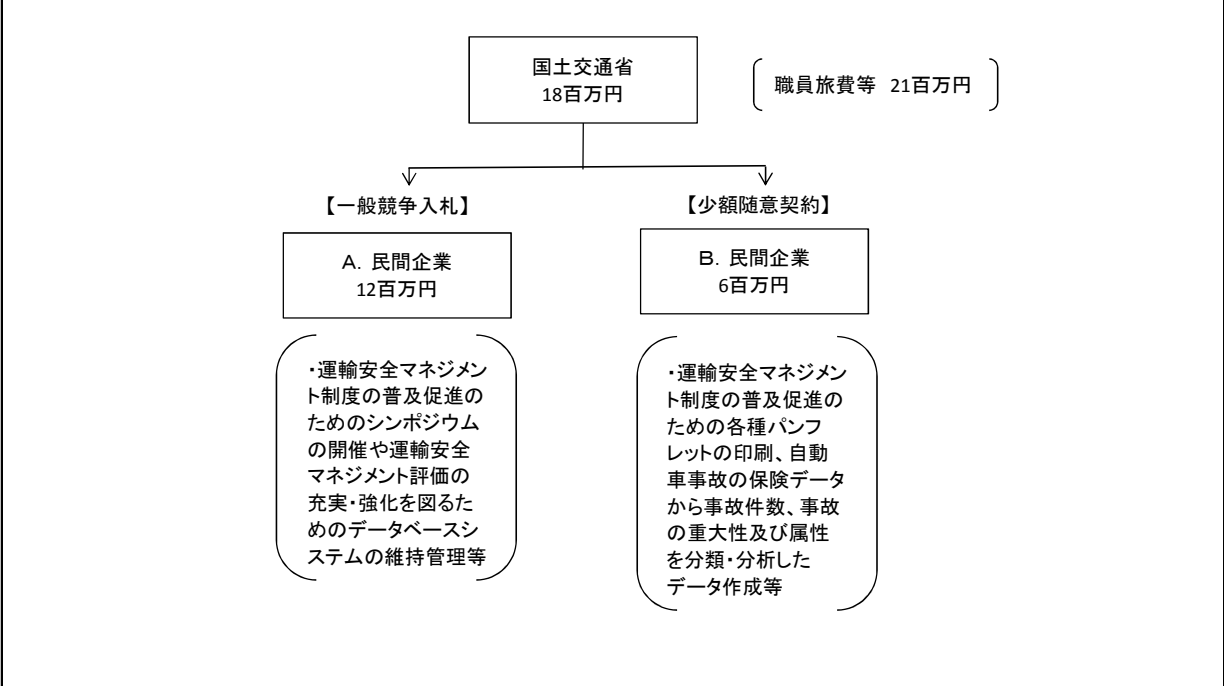 国土交通省
18百万円
職員旅費等 21百万円
【一般競争入札】
A．民間企業
12百万円
・運輸安全マネジメン
ト制度の普及促進の
ためのシンポジウム
の開催や運輸安全
マネジメント評価の
充実・強化を図るた
めのデータベースシ
ステムの維持管理等
【少額随意契約】
B．民間企業
6百万円
・運輸安全マネジメン
ト制度の普及促進の
ための各種パンフ
レットの印刷、自動
車事故の保険データ
から事故件数、事故
の重大性及び属性
を分類・分析した
データ作成等